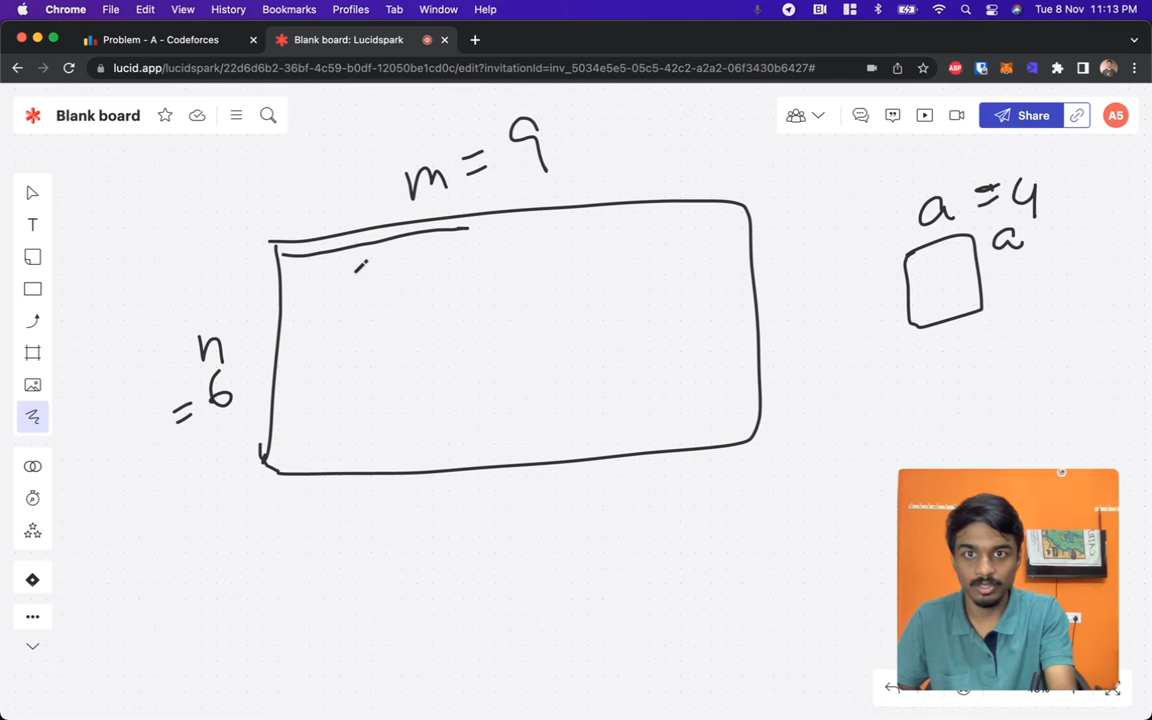 Chrome File Edit View History Bookmarks Profiles Tab Window Help Tue 8 Nov 11:13 PM
Problem - A - Codeforces Blank board: Lucidspark
lucid.app/lucidspark/22d6d6b2-36bf-4c59-b0df-12050be1cd0c/edit?invitationId=inv_5034e5e5-05c5-42c2-a2a2-06f3430b6427#
ABP
Blank board Share A5
T
m = 9
a = 4
a
n
= 6